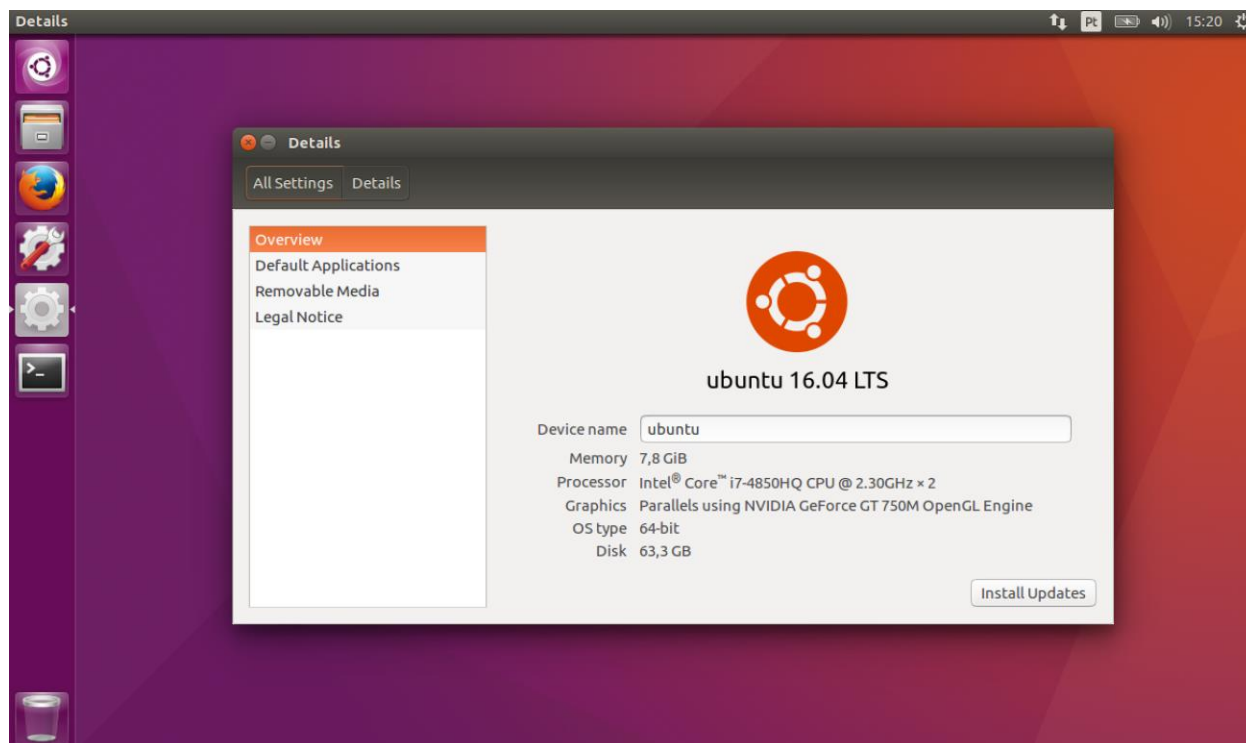 Details
Pt
15:20
Details
All Settings Details
Overview
Default Applications
Removable Media
Legal Notice
ubuntu 16.04 LTS
Device name ubuntu
Memory 7,8 GiB
Processor Intel® Core™ i7-4850HQ CPU @ 2.30GHz × 2
Graphics Parallels using NVIDIA GeForce GT 750M OpenGL Engine
OS type 64-bit
Disk 63,3 GB
Install Updates
>_